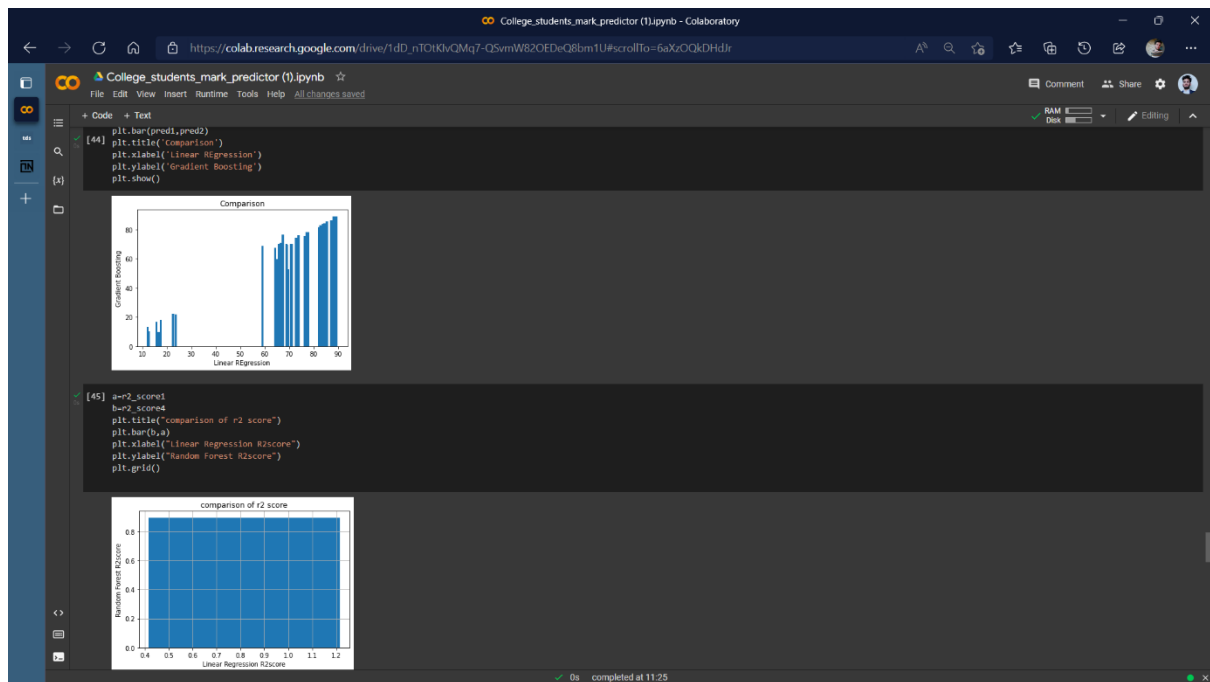 College_students_mark_predictor (1).ipynb - Colaboratory
https://colab.research.google.com/drive/1dD_nTOtKlvQMq7-QSvmW82OEDeQ8bm1U#scrollTo=6aXzOQkDHdJr
College_students_mark_predictor (1).ipynb
Comment Share
File Edit View Insert Runtime Tools Help All changes saved
+ Code + Text
RAM
Disk
Editing
plt.bar(pred1,pred2)
[44] plt.title('Comparison')
plt.xlabel('Linear REgression')
plt.ylabel('Gradient Boosting')
plt.show()
Comparison
Gradient Boosting
80
60
40
20
0
10 20 30 40 50 60 70 80 90
Linear REgression
[45] a=r2_score1
b=r2_score4
plt.title("comparison of r2 score")
plt.bar(b,a)
plt.xlabel("Linear Regression R2score")
plt.ylabel("Random Forest R2score")
plt.grid()
comparison of r2 score
Random Forest R2score
0.8
0.6
0.4
0.2
0.0
0.4 0.5 0.6 0.7 0.8 0.9 1.0 1.1 1.2
Linear Regression R2score
0s completed at 11:25